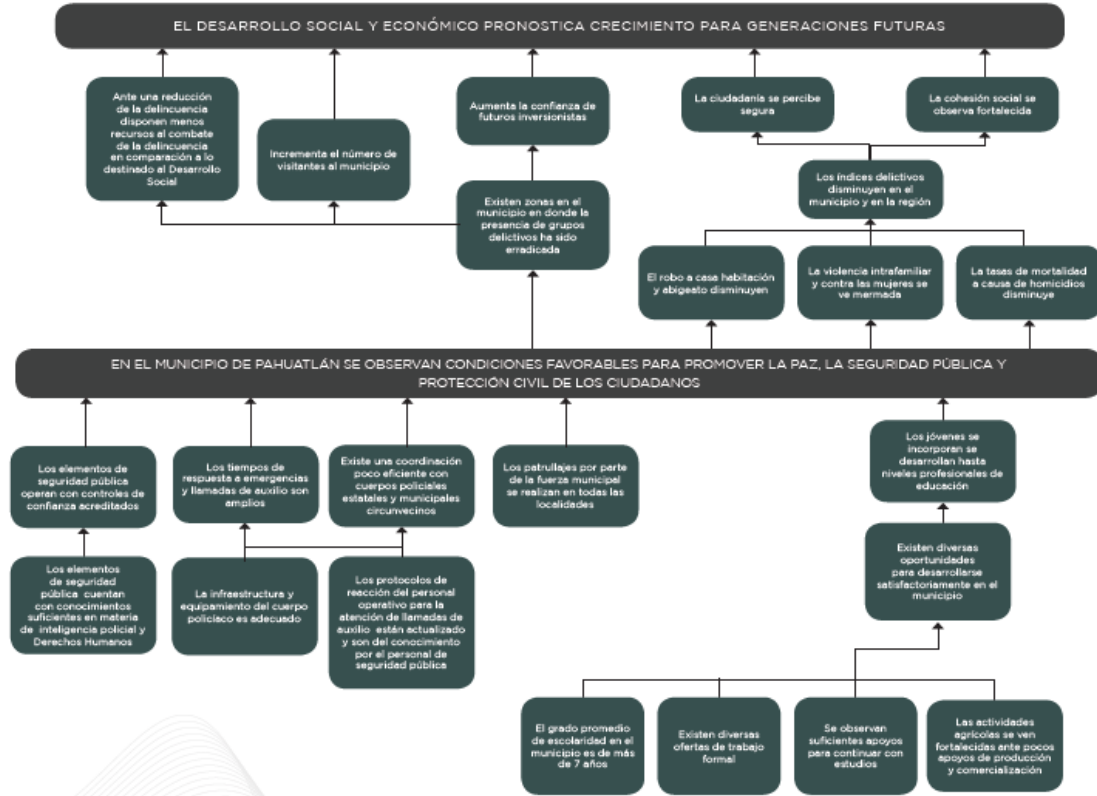 EL DESARROLLO SOCIAL Y ECONÓMICO PRONOSTICA CRECIMIENTO PARA GENERACIONES FUTURAS
Ante una reducción
de la delincuencia
disponen menos
recursos al combate
de la delincuencia
en comparación a lo
destinado al Desarrollo
Social
Incrementa el número de
visitantes al municipio
Aumenta la confianza de
futuros inversionistas
La ciudadanía se percibe
segura
La cohesión social se
observa fortalecida
Existen zonas en el
municipio en donde la
presencia de grupos
delictivos ha sido
erradicada
Los índices delictivos
disminuyen en el
municipio y en la región
El robo a casa habitación
y abigeato disminuyen
La violencia intrafamiliar
y contra las mujeres se
ve mermada
La tasas de mortalidad
a causa de homicidios
disminuye
EN EL MUNICIPIO DE PAHUATLÁN SE OBSERVAN CONDICIONES FAVORABLES PARA PROMOVER LA PAZ, LA SEGURIDAD PÚBLICA Y
PROTECCIÓN CIVIL DE LOS CIUDADANOS
Los elementos de
seguridad pública
operan con controles de
confianza acreditados
Los tiempos de
respuesta a emergencias
y llamadas de auxilio son
amplios
Existe una coordinación
poco eficiente con
cuerpos policiales
estatales y municipales
circunvecinos
Los patrullajes por parte
de la fuerza municipal
se realizan en todas las
localidades
Los jóvenes se
incorporan se
desarrollan hasta
niveles profesionales de
educación
Los elementos
de seguridad
pública cuentan
con conocimientos
suficientes en materia
de inteligencia policial y
Derechos Humanos
La infraestructura y
equipamiento del cuerpo
policiaco es adecuado
Los protocolos de
reacción del personal
operativo para la
atención de llamadas de
auxilio están actualizado
y son del conocimiento
por el personal de
seguridad pública
Existen diversas
oportunidades
para desarrollarse
satisfactoriamente en el
municipio
El grado promedio
de escolaridad en el
municipio es de más
de 7 años
Existen diversas
ofertas de trabajo
formal
Se observan
suficientes apoyos
para continuar con
estudios
Las actividades
agrícolas se ven
fortalecidas ante pocos
apoyos de producción
y comercialización